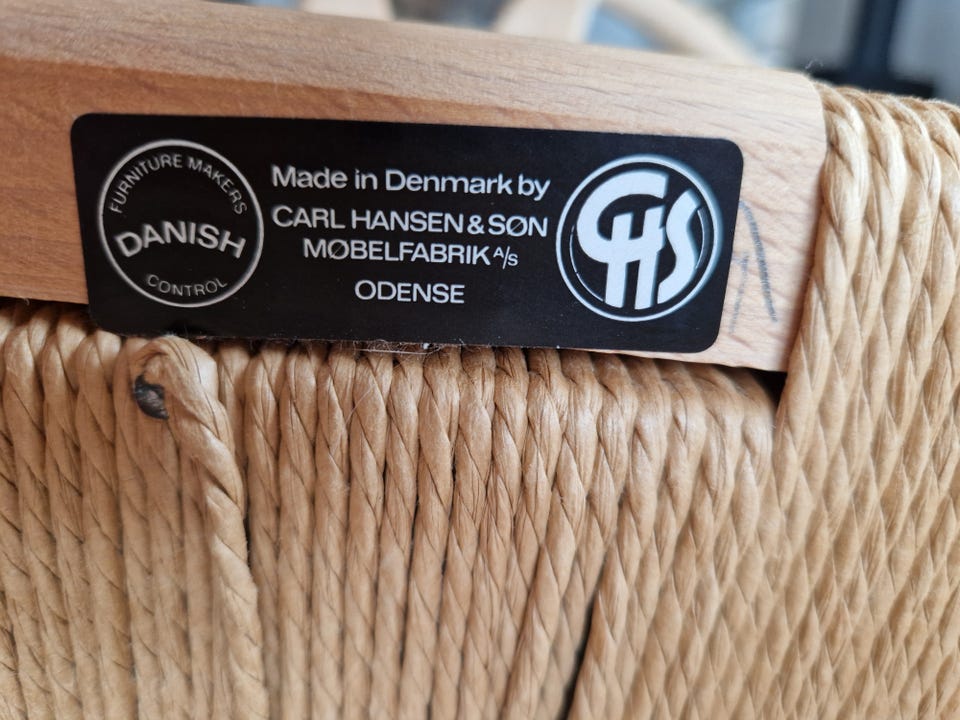 FURNITURE MAKERS
DANISH
CONTROL
Made in Denmark by
CARL HANSEN & SØN
MØBELFABRIK A/S
ODENSE
CHS